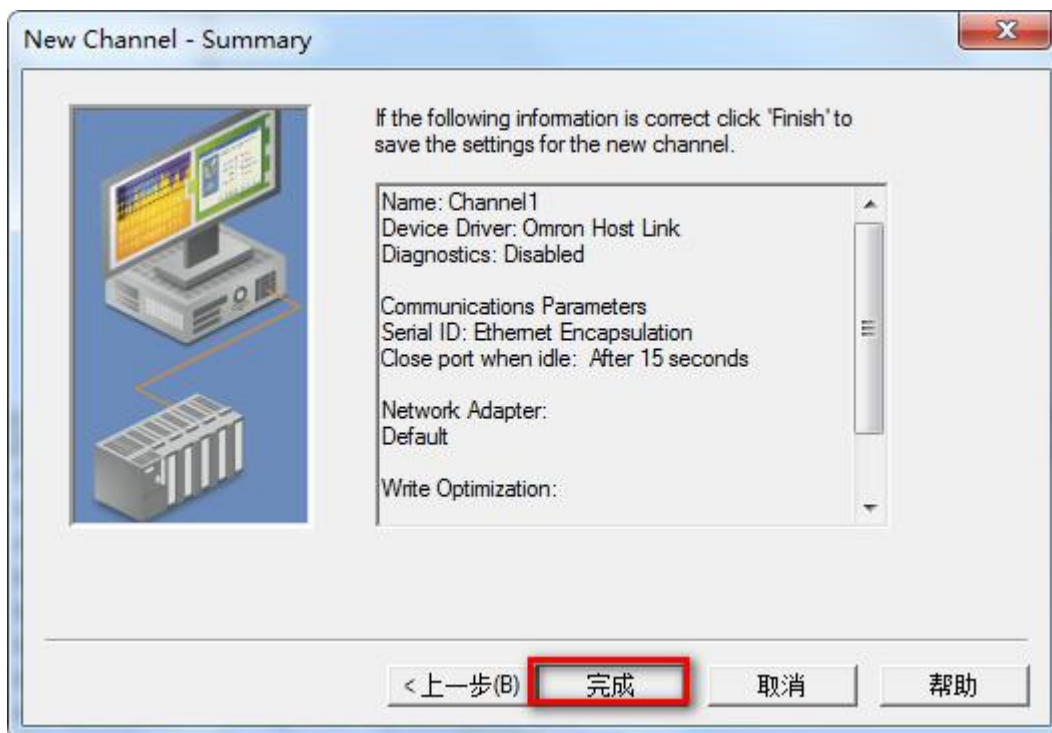 New Channel - Summary
If the following information is correct click 'Finish' to
save the settings for the new channel.
Name: Channel1
Device Driver: Omron Host Link
Diagnostics: Disabled
Communications Parameters
Serial ID: Ethernet Encapsulation
Close port when idle: After 15 seconds
Network Adapter:
Default
Write Optimization:
<上一步(B) 完成 取消 帮助